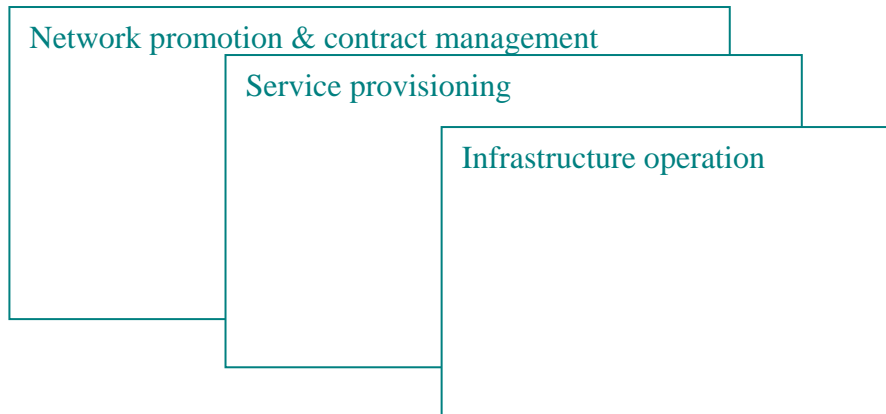 Network promotion & contract management
Service provisioning
Infrastructure operation